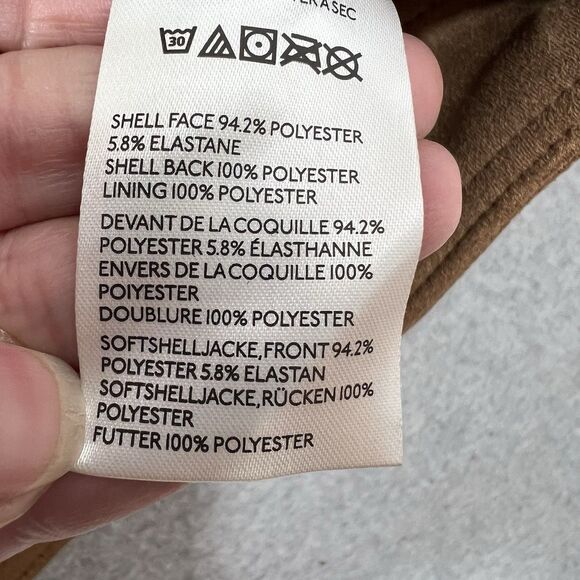 30
SHELL FACE 94.2% POLYESTER
5.8% ELASTANE
SHELL BACK 100% POLYESTER
LINING 100% POLYESTER
DEVANT DE LA COQUILLE 94.2%
POLYESTER 5.8% ÉLASTHANNE
ENVERS DE LA COQUILLE 100%
POIYESTER
DOUBLURE 100% POLYESTER
SOFTSHELLJACKE, FRONT 94.2%
POLYESTER 5.8% ELASTAN
SOFTSHELLJACKE, RÜCKEN 100%
POLYESTER
FUTTER 100% POLYESTER